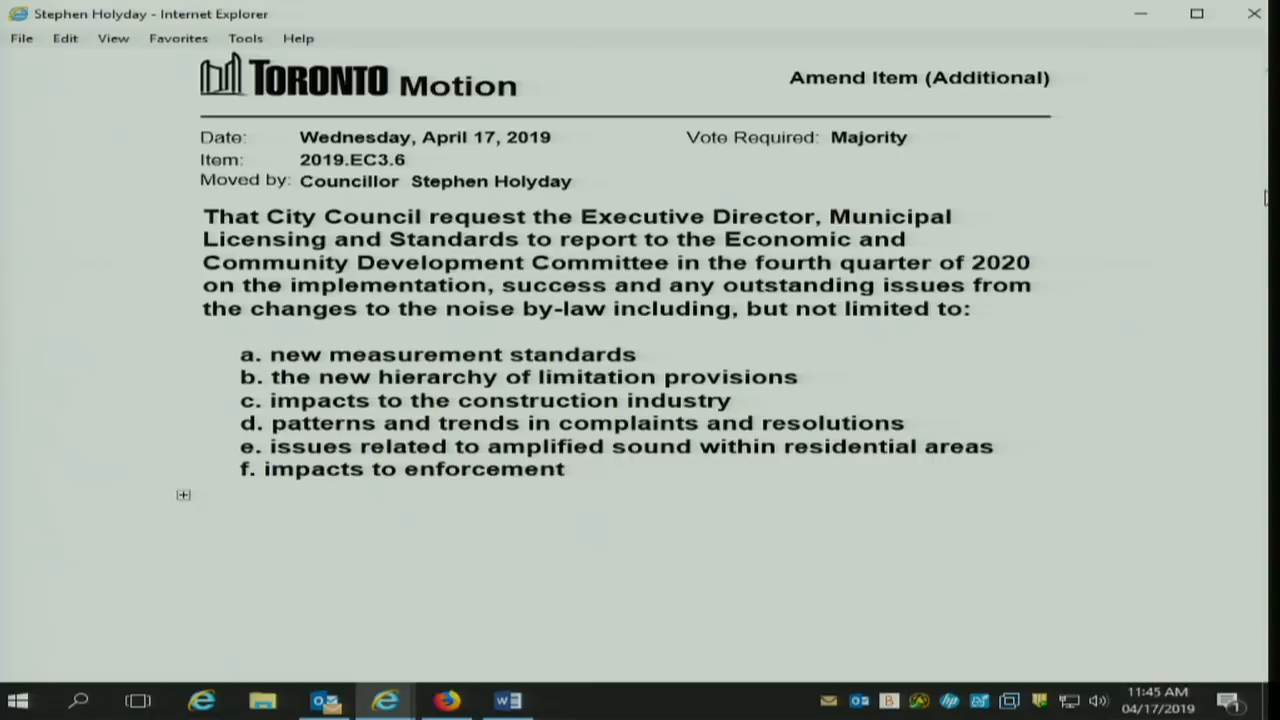 Stephen Holyday - Internet Explorer
File Edit View Favorites Tools Help
TORONTO Motion
Amend Item (Additional)
Date: Wednesday, April 17, 2019
Vote Required: Majority
Item: 2019.EC3.6
Moved by: Councillor Stephen Holyday
That City Council request the Executive Director, Municipal
Licensing and Standards to report to the Economic and
Community Development Committee in the fourth quarter of 2020
on the implementation, success and any outstanding issues from
the changes to the noise by-law including, but not limited to:
a. new measurement standards
b. the new hierarchy of limitation provisions
c. impacts to the construction industry
d. patterns and trends in complaints and resolutions
e. issues related to amplified sound within residential areas
f. impacts to enforcement
11:45 AM
04/17/2019